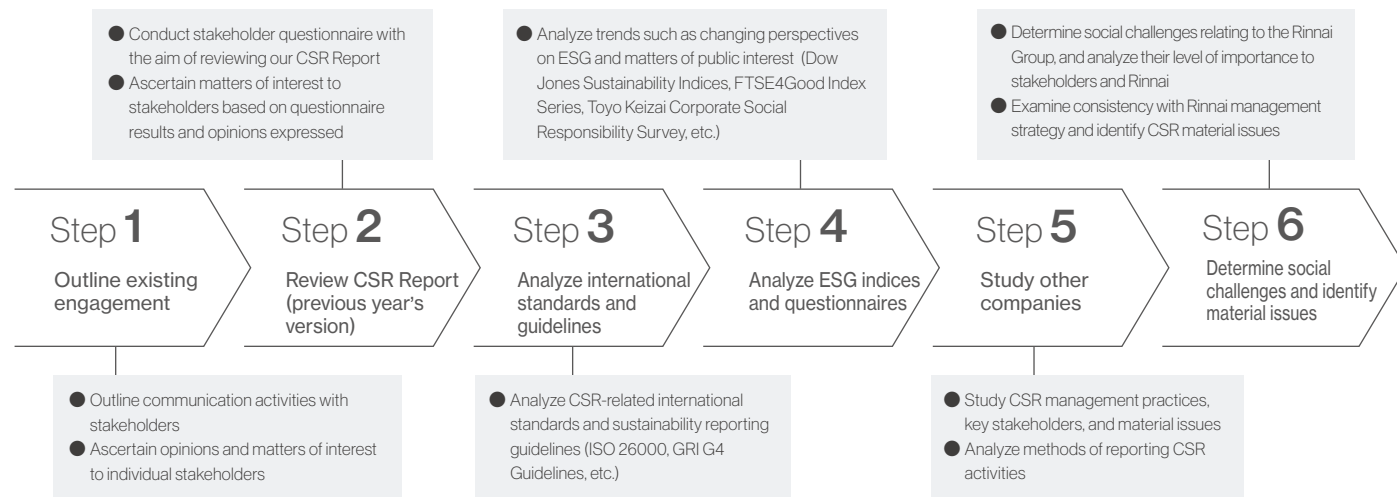 ● Conduct stakeholder questionnaire with
the aim of reviewing our CSR Report
● Ascertain matters of interest to
stakeholders based on questionnaire
results and opinions expressed
● Analyze trends such as changing perspectives
on ESG and matters of public interest (Dow
Jones Sustainability Indices, FTSE4Good Index
Series, Toyo Keizai Corporate Social
Responsibility Survey, etc.)
● Determine social challenges relating to the Rinnai
Group, and analyze their level of importance to
stakeholders and Rinnai
● Examine consistency with Rinnai management
strategy and identify CSR material issues
Step 1
Outline existing
engagement
Step 2
Review CSR Report
(previous year's
version)
Step 3
Analyze international
standards and
guidelines
Step 4
Analyze ESG indices
and questionnaires
Step 5
Study other
companies
Step 6
Determine social
challenges and identify
material issues
● Outline communication activities with
stakeholders
● Ascertain opinions and matters of interest
to individual stakeholders
● Analyze CSR-related international
standards and sustainability reporting
guidelines (ISO 26000, GRI G4
Guidelines, etc.)
● Study CSR management practices,
key stakeholders, and material issues
● Analyze methods of reporting CSR
activities